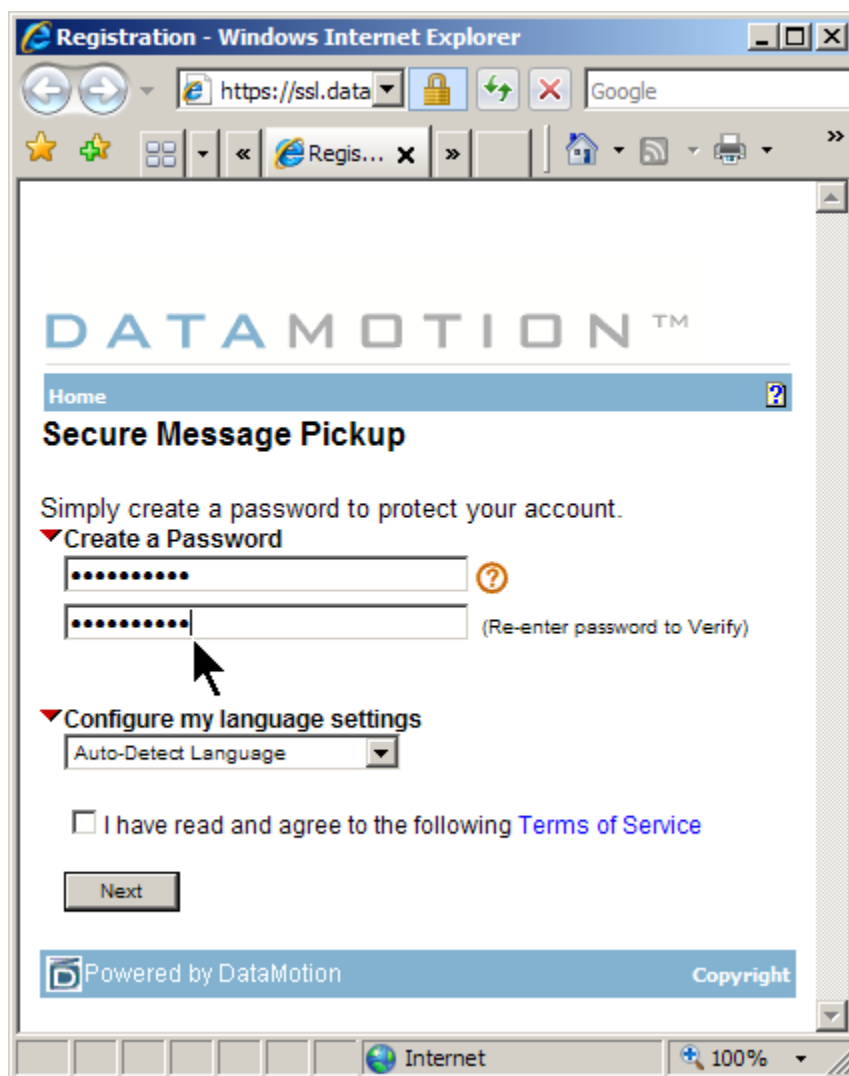 Registration - Windows Internet Explorer
https://ssl.data
Google
Regis...
DATAMOTION™
Home
Secure Message Pickup
Simply create a password to protect your account.
Create a Password
••••••••••
•••••••••• (Re-enter password to Verify)
Configure my language settings
Auto-Detect Language
I have read and agree to the following Terms of Service
Next
Powered by DataMotion Copyright
Internet 100%